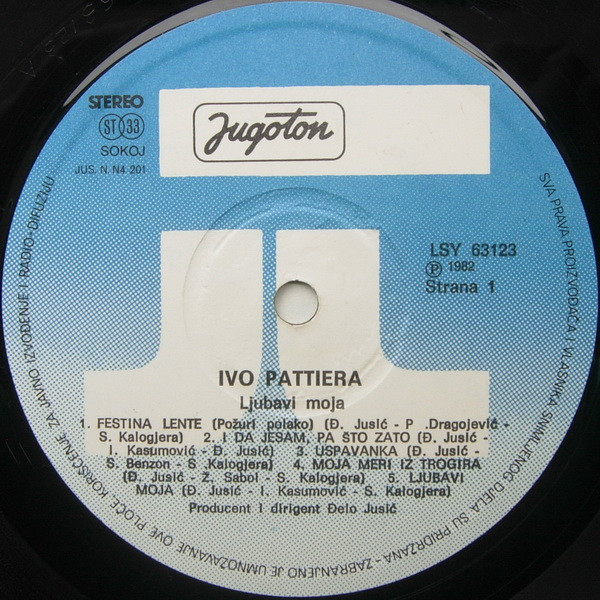 STEREO
ST 33
SOKOJ
JUS. N. N4 201
Jugoton
LSY 63123
Ⓟ 1982
Strana 1
IVO PATTIERA
Ljubavi moja
1. FESTINA LENTE (Požuri polako) (Đ. Jusić - P .Dragojević -
S. Kalogjera) 2. I DA JESAM, PA ŠTO ZATO (Đ. Jusić -
I. Kasumović - Đ. Jusić) 3. USPAVANKA (Đ. Jusić -
S. Benzon - S Kalogjera) 4. MOJA MERI IZ TROGIRA
(Đ. Jusić - Ž. Sabol - S. Kalogjera) 5. LJUBAVI
MOJA (Đ. Jusić - I. Kasumović - S. Kalogjera)
Producent i dirigent Đelo Jusić
SVA PRAVA PROIZVOĐAČA I VLASNIKA SNIMLJENOG DJELA SU PRIDRŽANA - ZABRANJENO JE UMNOŽAVANJE OVE PLOČE, KORIŠĆENJE ZA JAVNO IZVOĐENJE I RADIO-DIFUZIJU